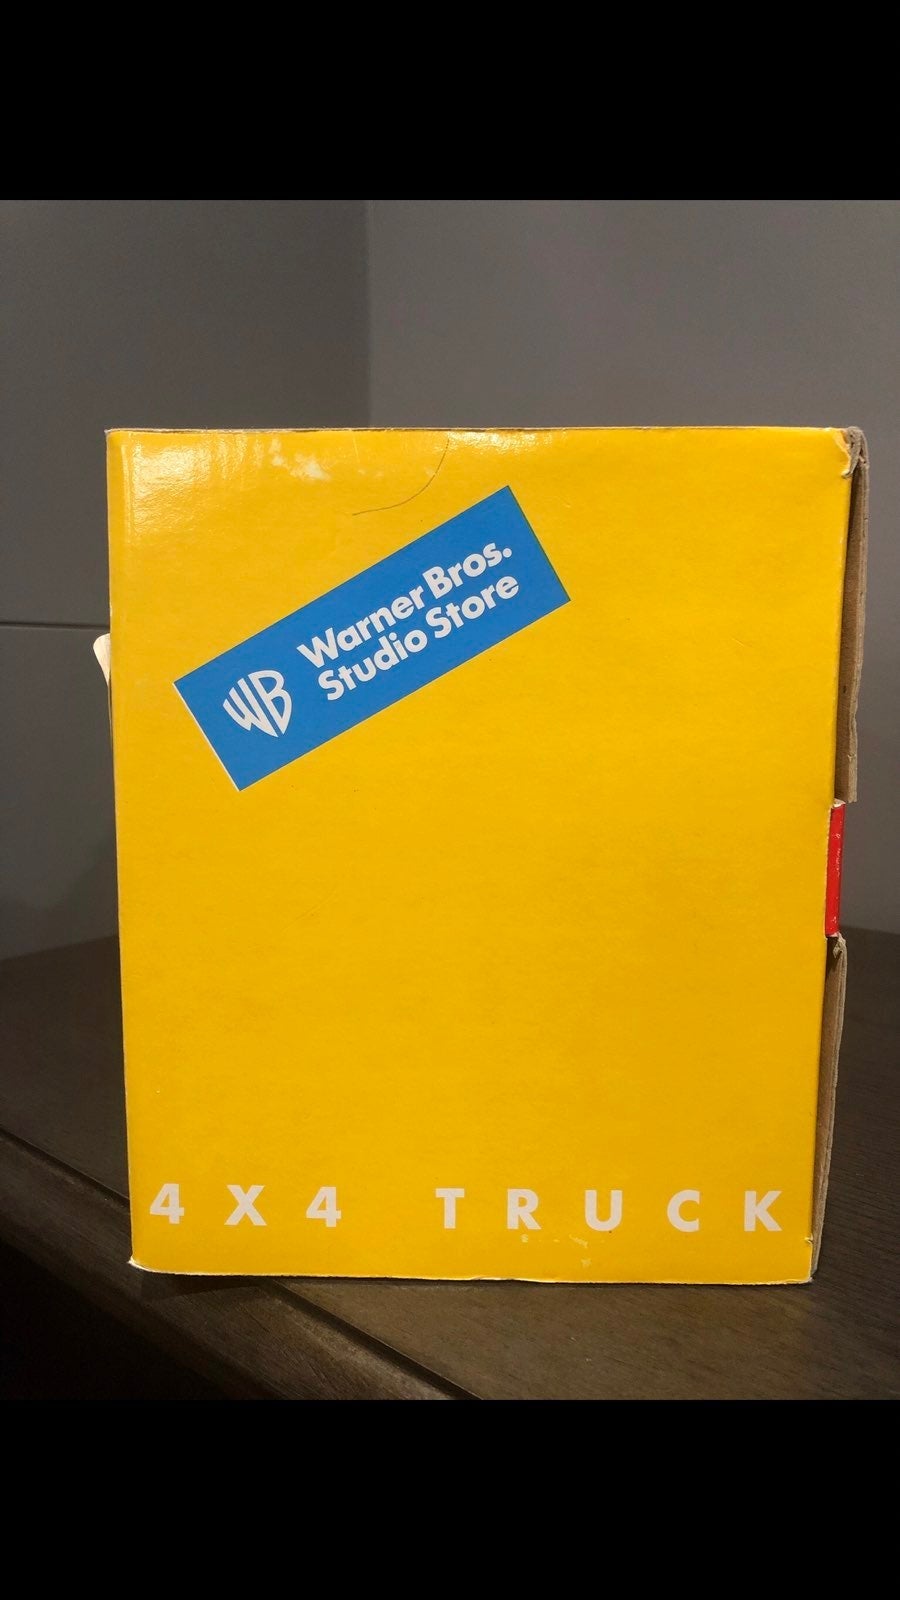 WB
Warner Bros.
Studio Store
4X4 TRUCK